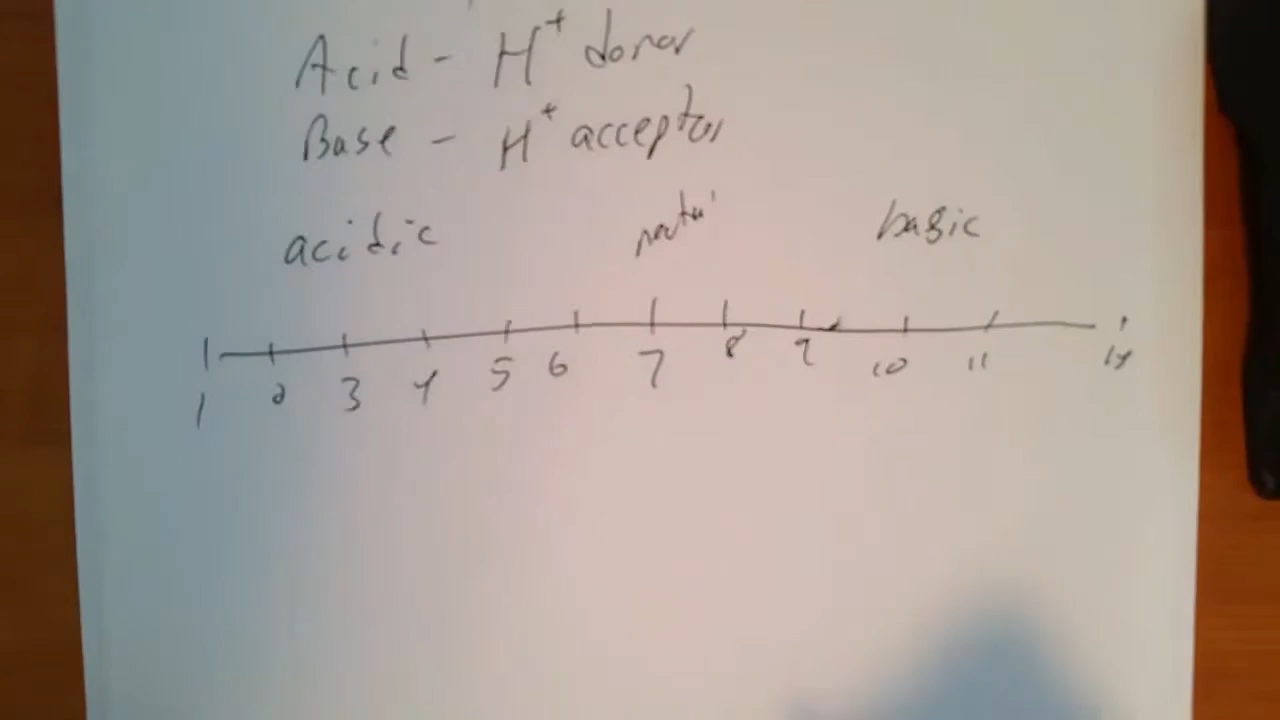 Acid - H⁺ donor
Base - H⁺ acceptor
acidic basic
1 2 3 4 5 6 7 8 9 10 11 14